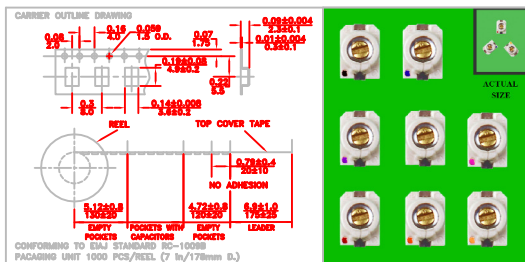 CARRIER OUTLINE DRAWING
0.08
2.0
0.16
4.0
0.059
1.5 O.D.
0.07
1.75
0.09±0.004
2.3±0.1
0.01±0.004
0.3±0.1
0.19±0.08
4.9±0.2
0.22
5.5
0.3
8.0
0.14±0.008
3.6±0.2
REEL
TOP COVER TAPE
0.79±0.4
20±10
NO ADHESION
5.12±0.8
130±20
4.72±0.8
120±20
6.9±1.0
175±25
EMPTY
POCKETS
POCKETS WITH
CAPACITORS
EMPTY
POCKETS
LEADER
CONFORMING TO EIAJ STANDARD RC-1009B
PACAGING UNIT 1000 PCS/REEL (7 in/178mm D.)
ACTUAL
SIZE